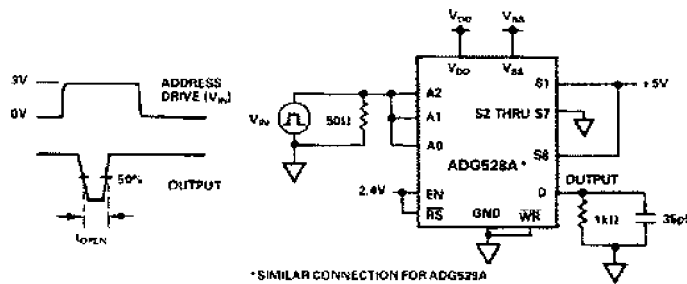 VDD VSS
VDD VSS
3V
0V
ADDRESS
DRIVE (VIN)
50%
OUTPUT
tOPEN
VIN
50Ω
A2
A1
A0
2.4V
EN
RS
ADG528A*
GND
WR
S1
S2 THRU S7
S8
D
+5V
OUTPUT
1kΩ
35pF
*SIMILAR CONNECTION FOR ADG529A